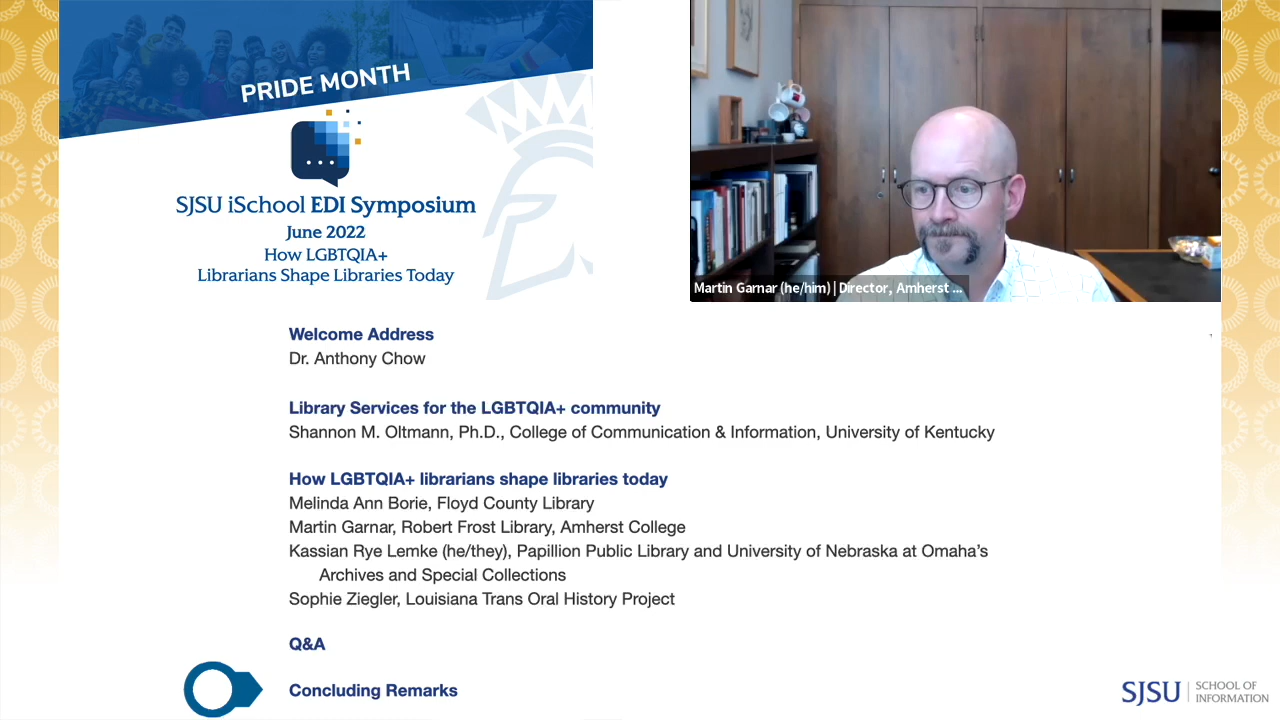 PRIDE MONTH
SJSU iSchool EDI Symposium
June 2022
How LGBTQIA+
Librarians Shape Libraries Today
Martin Garnar (he/him) | Director, Amherst ...
Welcome Address
Dr. Anthony Chow
Library Services for the LGBTQIA+ community
Shannon M. Oltmann, Ph.D., College of Communication & Information, University of Kentucky
How LGBTQIA+ librarians shape libraries today
Melinda Ann Borie, Floyd County Library
Martin Garnar, Robert Frost Library, Amherst College
Kassian Rye Lemke (he/they), Papillion Public Library and University of Nebraska at Omaha's
Archives and Special Collections
Sophie Ziegler, Louisiana Trans Oral History Project
Q&A
Concluding Remarks
SJSU | SCHOOL OF
INFORMATION